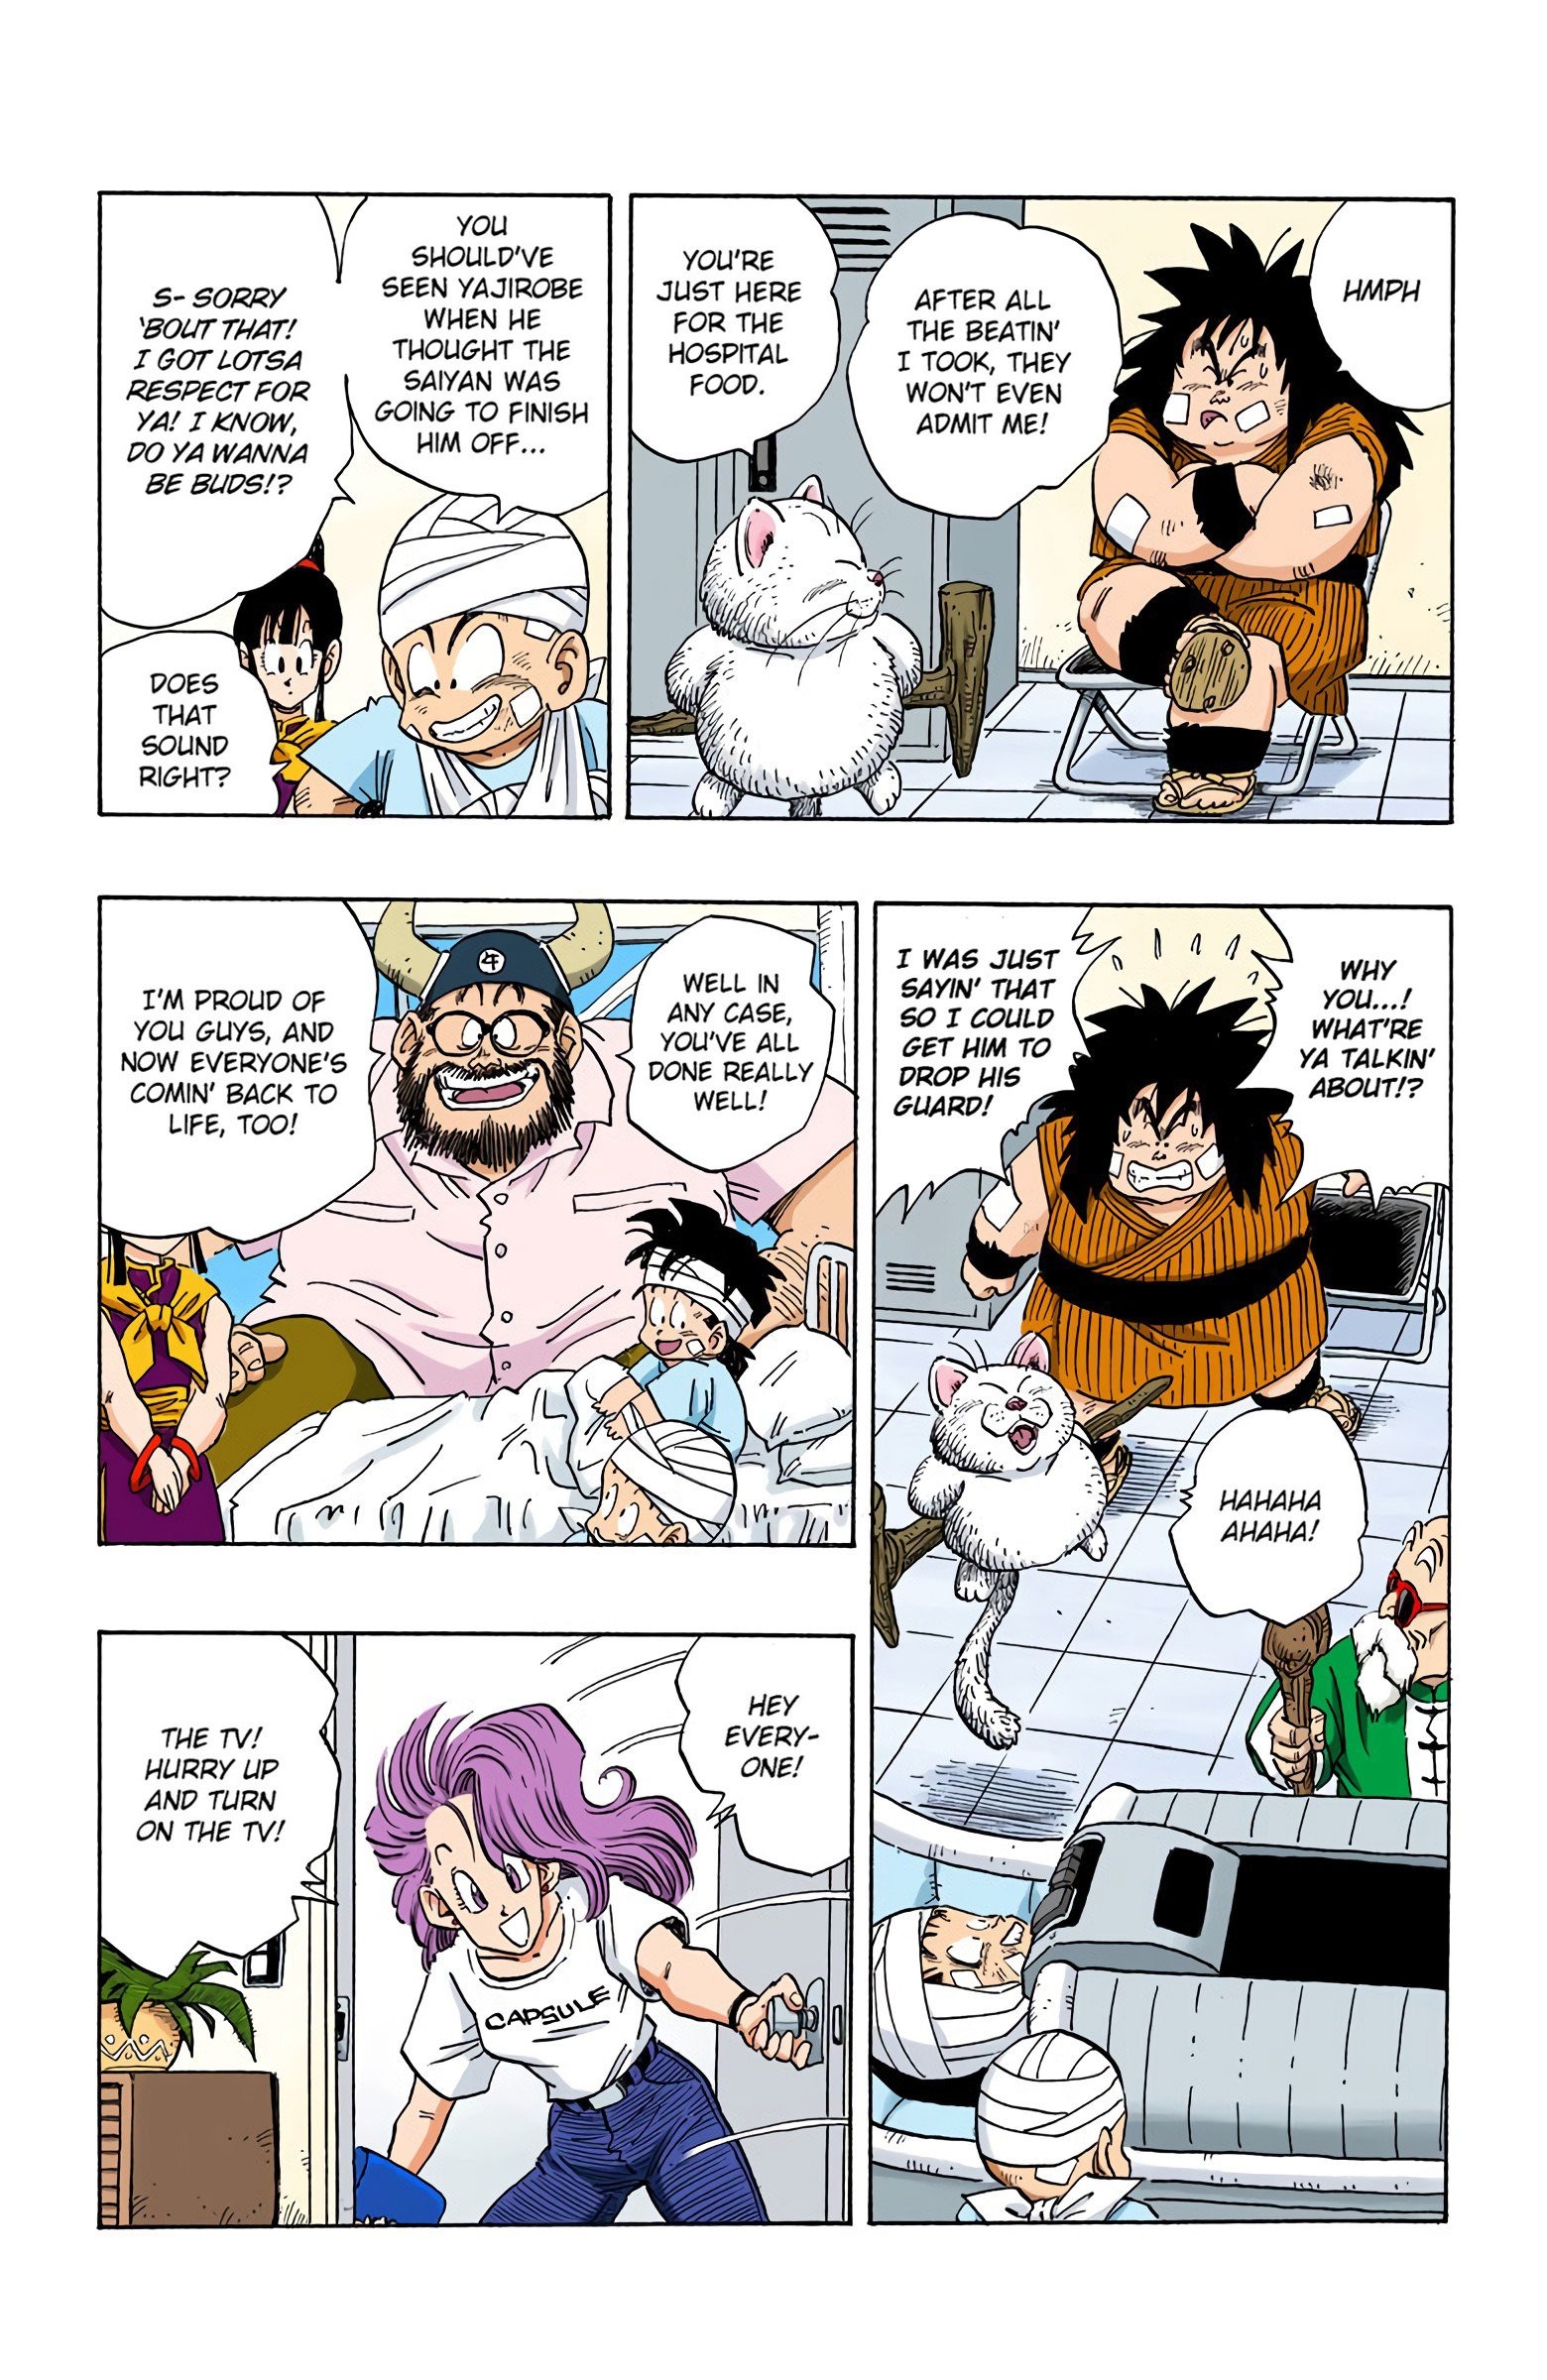 HMPH
AFTER ALL
THE BEATIN'
I TOOK, THEY
WON'T EVEN
ADMIT ME!
YOU'RE
JUST HERE
FOR THE
HOSPITAL
FOOD.
YOU
SHOULD'VE
SEEN YAJIROBE
WHEN HE
THOUGHT THE
SAIYAN WAS
GOING TO FINISH
HIM OFF...
S- SORRY
'BOUT THAT!
I GOT LOTSA
RESPECT FOR
YA! I KNOW,
DO YA WANNA
BE BUDS!?
DOES
THAT
SOUND
RIGHT?
WHY
YOU...!
WHAT'RE
YA TALKIN'
ABOUT!?
I WAS JUST
SAYIN' THAT
SO I COULD
GET HIM TO
DROP HIS
GUARD!
HAHAHA
AHAHA!
WELL IN
ANY CASE,
YOU'VE ALL
DONE REALLY
WELL!
牛
I'M PROUD OF
YOU GUYS, AND
NOW EVERYONE'S
COMIN' BACK TO
LIFE, TOO!
HEY
EVERY-
ONE!
THE TV!
HURRY UP
AND TURN
ON THE TV!
CAPSULE